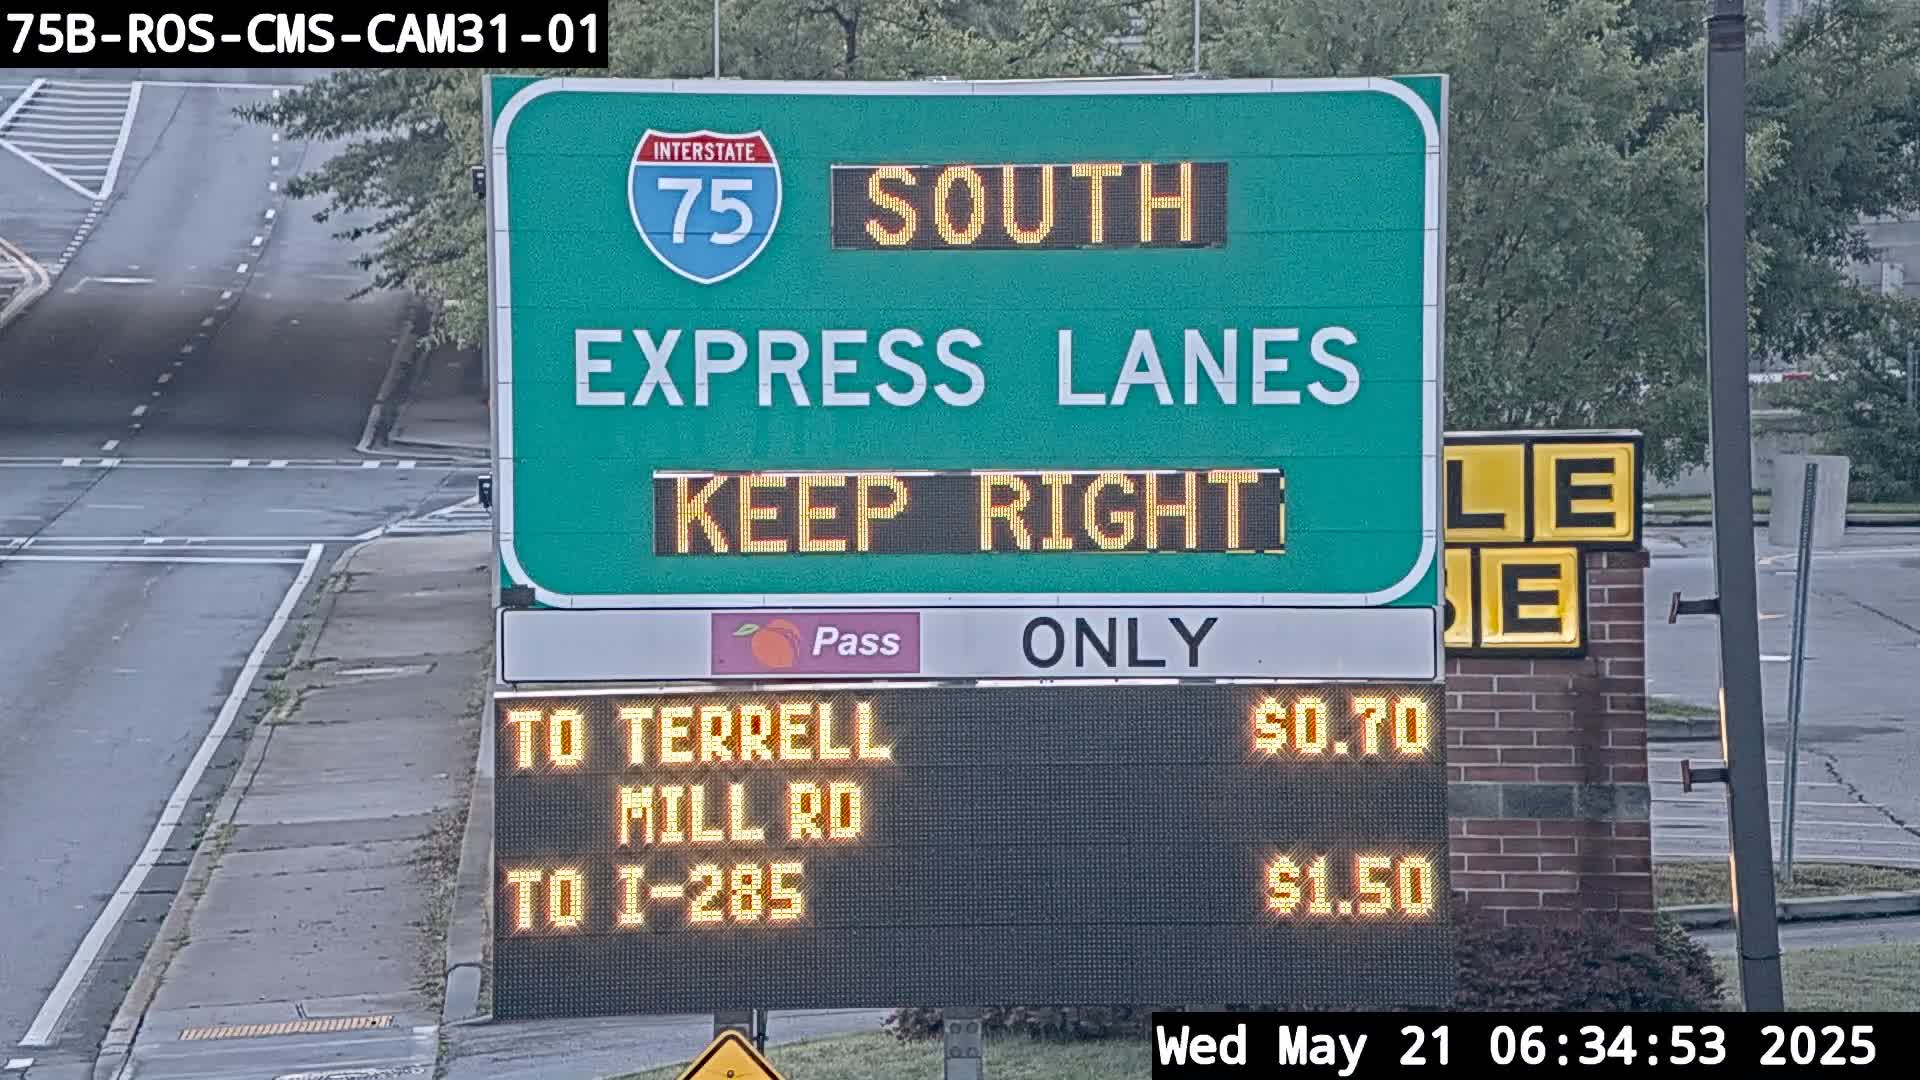 75B-ROS-CMS-CAM31-01
INTERSTATE
75
SOUTH
EXPRESS LANES
KEEP RIGHT
LE
E
Pass ONLY
TO TERRELL $0.70
MILL RD
TO I-285 $1.50
Wed May 21 06:34:53 2025